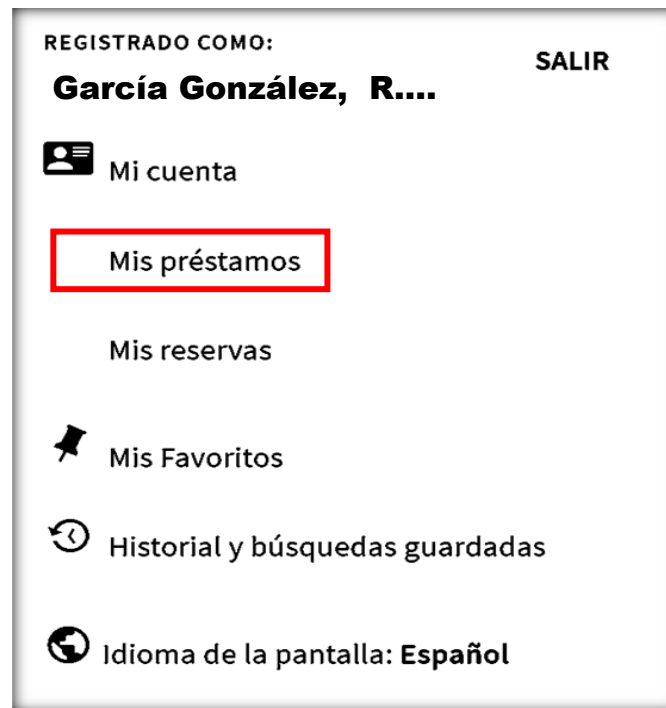 REGISTRADO COMO:
SALIR
García González, R....
Mi cuenta
Mis préstamos
Mis reservas
Mis Favoritos
Historial y búsquedas guardadas
Idioma de la pantalla: Español